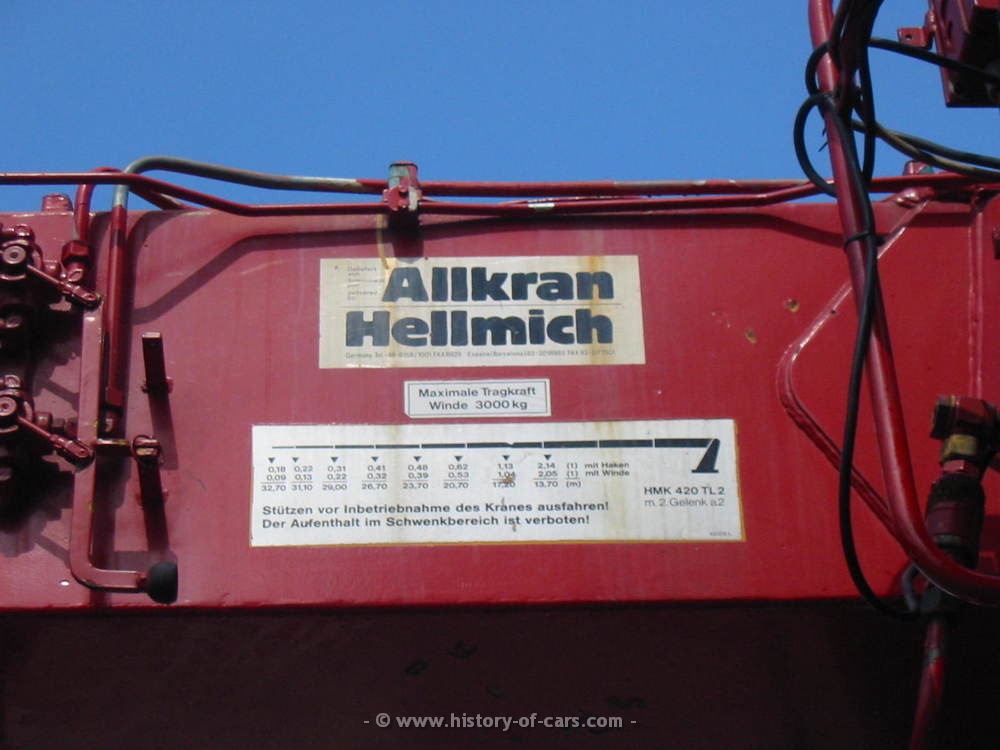 Allkran
Hellmich
Maximale Tragkraft
Winde 3000 kg
0,18 0,22 0,31 0,41 0,48 0,62 1,13 2,14 (t) mit Haken
0,09 0,13 0,22 0,32 0,39 0,53 1,04 2,05 (t) mit Winde
32,70 31,10 29,00 26,70 23,70 20,70 13,70 (m)
HMK 420 TL2
m. 2. Gelenk a.2
Stützen vor Inbetriebnahme des Kranes ausfahren!
Der Aufenthalt im Schwenkbereich ist verboten!
- © www.history-of-cars.com -